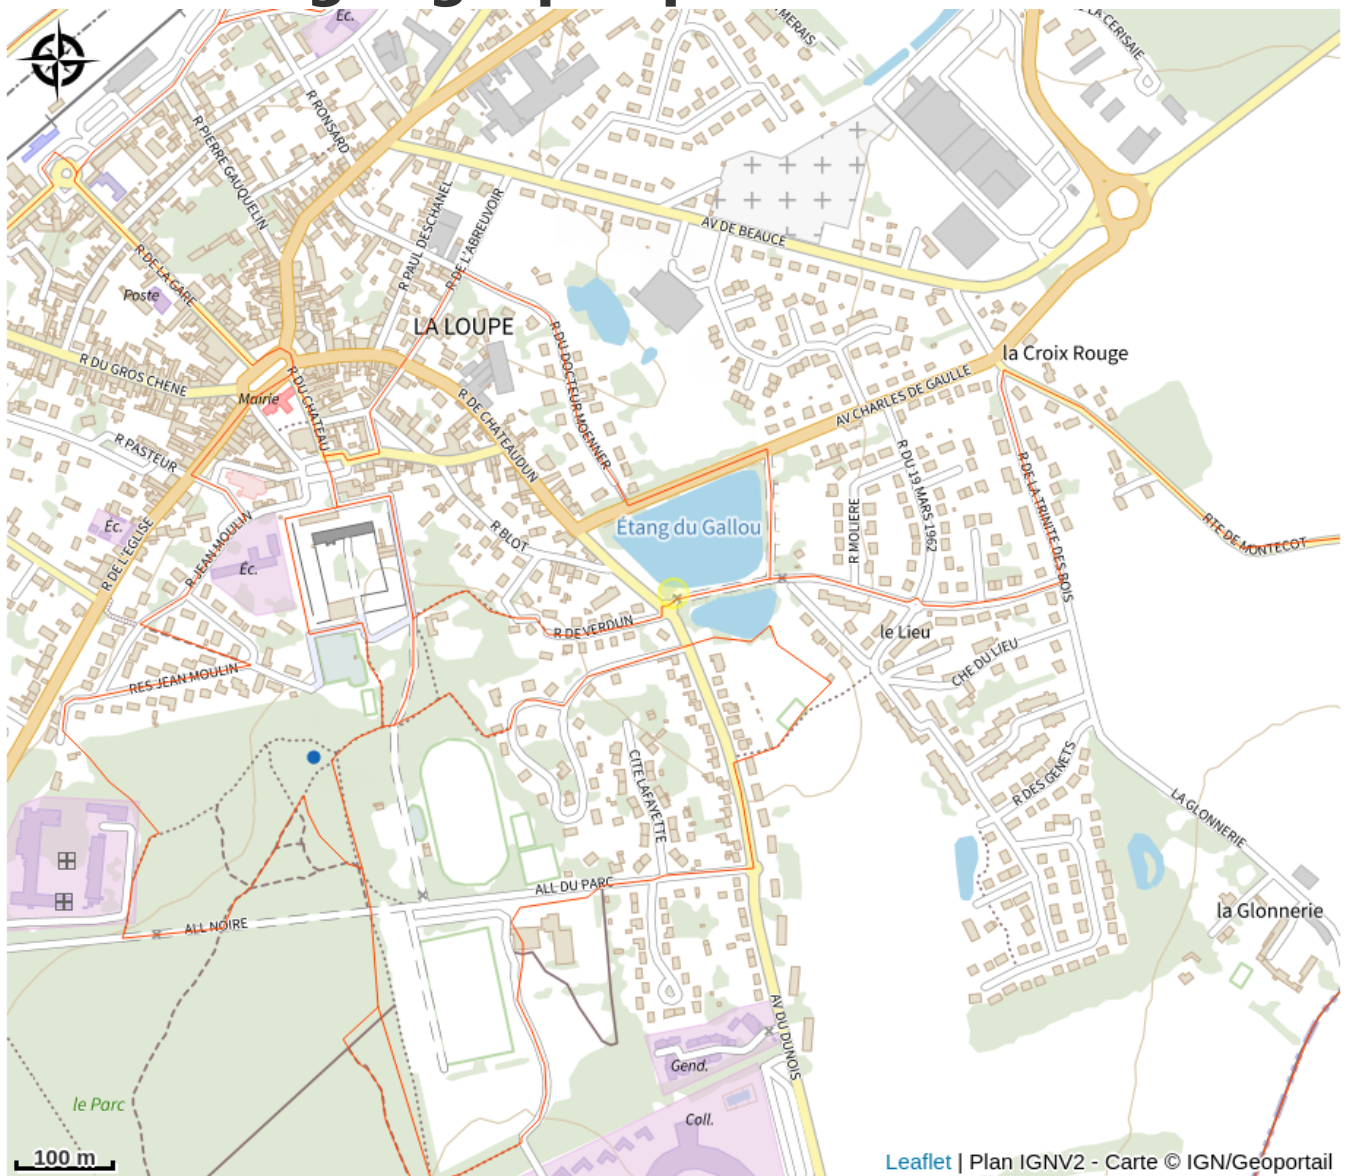 Éc.
MERAIS
LA CERISAIE
R RONSARD
R PIERRE GAUQUELIN
R PAUL DESCHANEL
R DE L'ABREUVOIR
AV DE BEAUCE
R DE LA GARE
Poste
LA LOUPE
R DU DOCTEUR MOENNER
la Croix Rouge
R DU GROS CHENE
Mairie
R DU CHATEAU
R DE CHATEAUDUN
AV CHARLES DE GAULLE
R PASTEUR
R DU 19 MARS 1962
R DE LA TRINITE DES BOIS
Éc.
R DE L'EGLISE
R JEAN MOULIN
Éc.
R BLOT
Étang du Gallou
R MOLIERE
RTE DE MONTECOT
R DE VERDUN
le Lieu
CHE DU LIEU
RES JEAN MOULIN
CITE LAFAYETTE
R DES GENETS
LA GLONNERIE
ALL DU PARC
ALL NOIRE
la Glonnerie
AV DU DUNOIS
Gend.
le Parc
Coll.
100 m
Leaflet | Plan IGNV2 - Carte © IGN/Geoportail